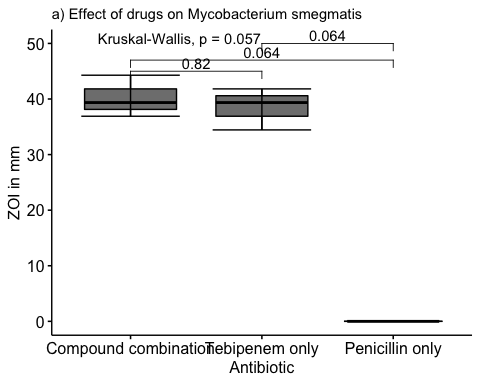 a) Effect of drugs on Mycobacterium smegmatis
Kruskal-Wallis, p = 0.057
0.064
0.064
0.82
50
40
30
20
10
0
ZOI in mm
Compound combination
Tebipenem only
Penicillin only
Antibiotic